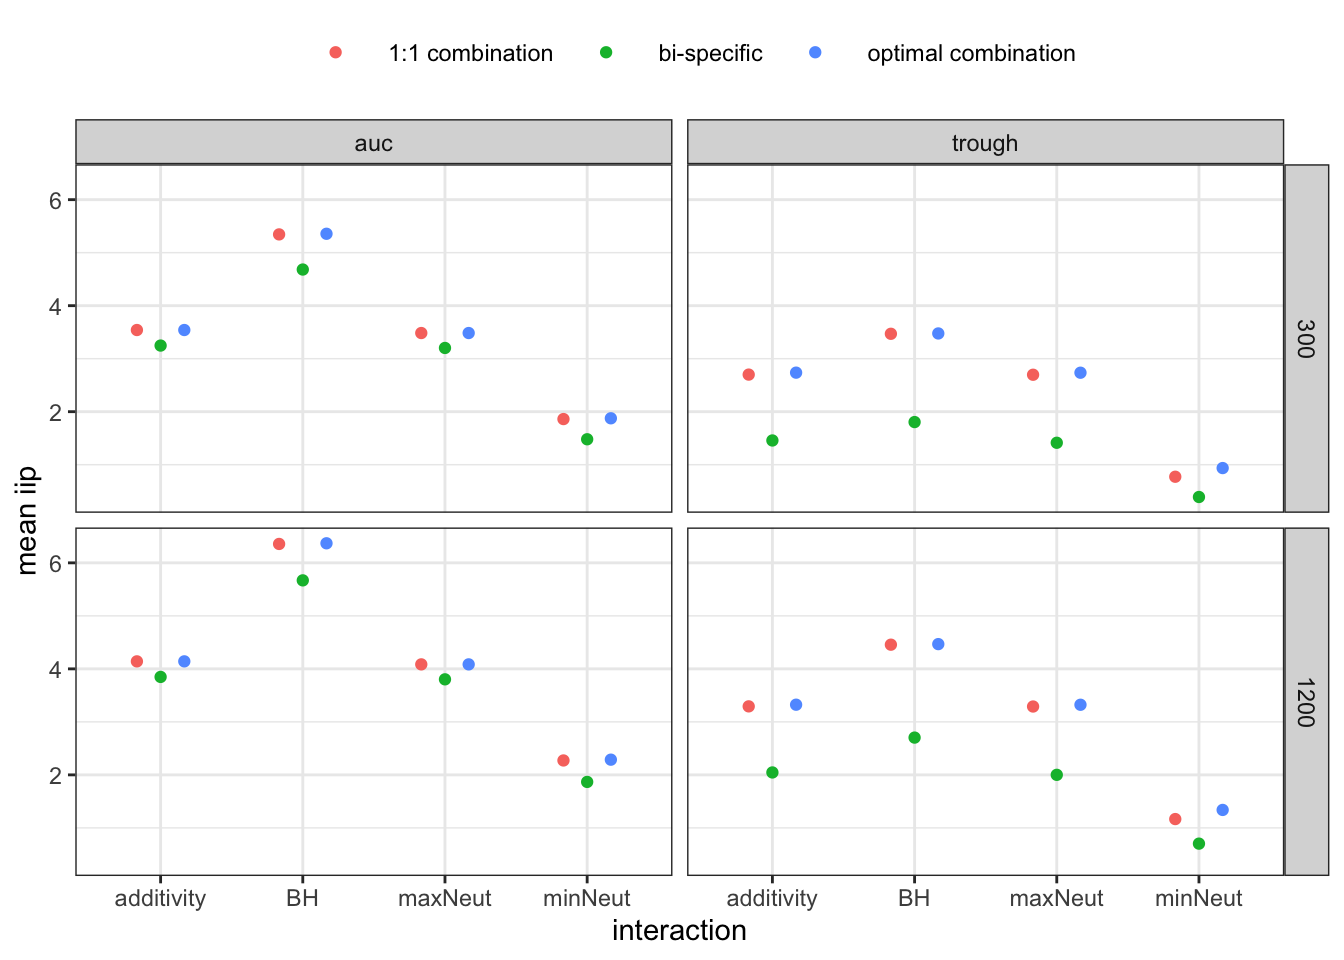 1:1 combination bi-specific optimal combination
auc trough
6
4
2
300
6
4
2
1200
mean iip
additivity BH maxNeut minNeut additivity BH maxNeut minNeut
interaction